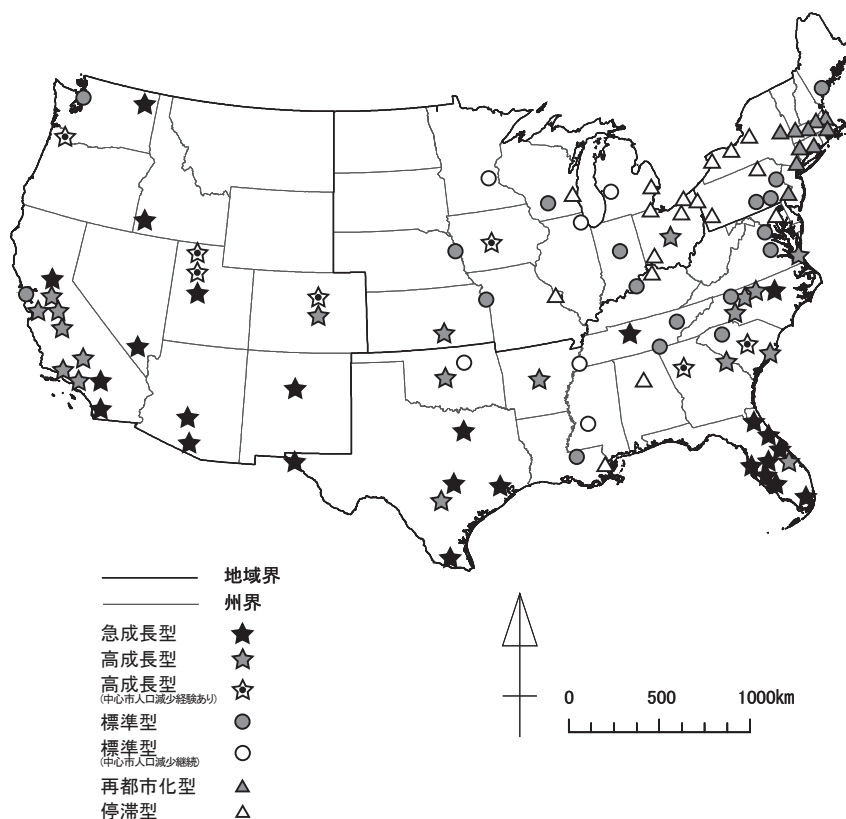 地域界
州界
急成長型
高成長型
高成長型
(中心市人口減少経験あり)
標準型
標準型
(中心市人口減少継続)
再都市化型
停滞型
0 500 1000km